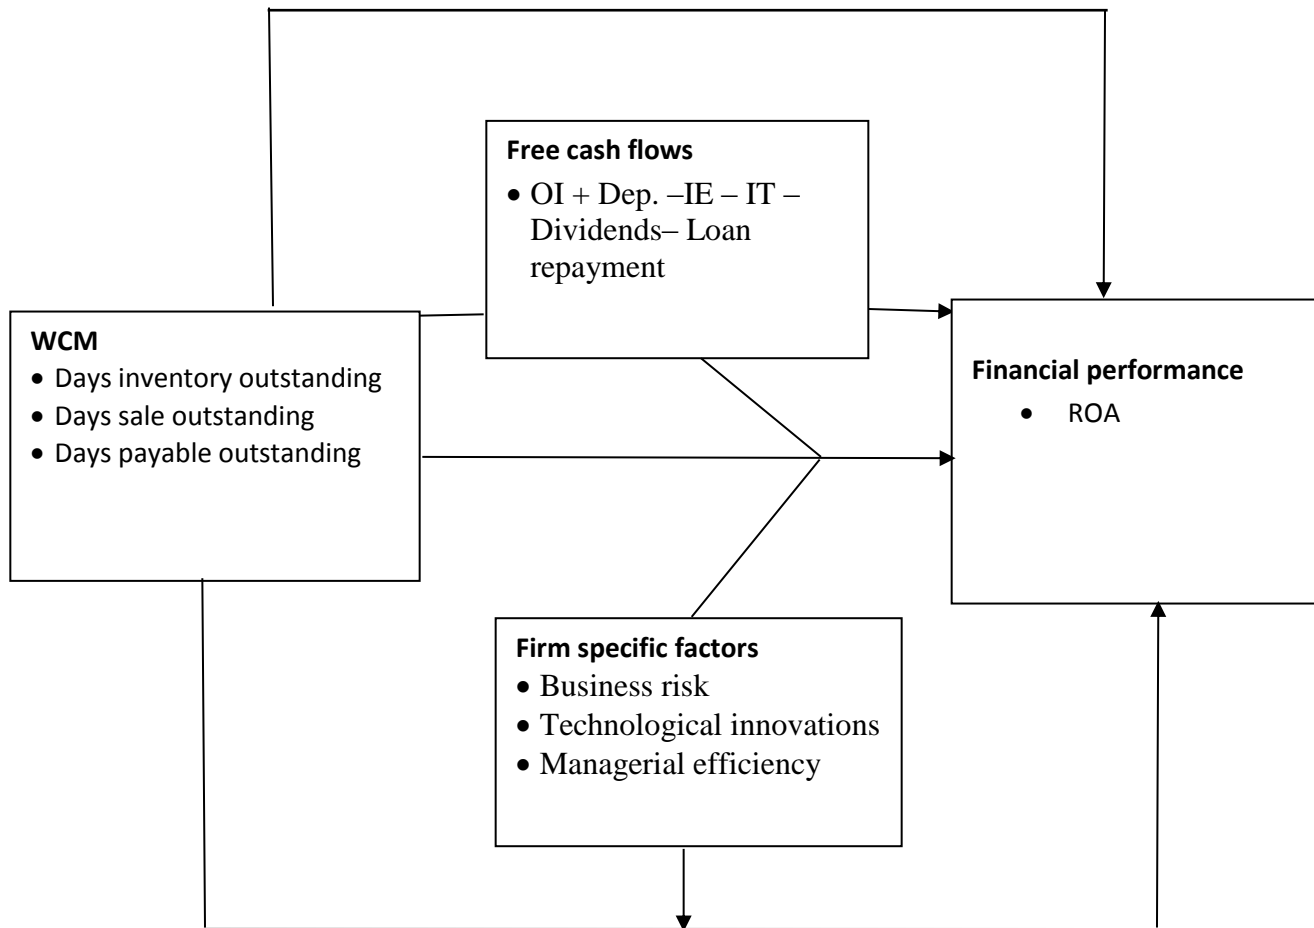 Free cash flows
• OI + Dep. –IE – IT –
Dividends– Loan
repayment
WCM
• Days inventory outstanding
• Days sale outstanding
• Days payable outstanding
Financial performance
• ROA
Firm specific factors
• Business risk
• Technological innovations
• Managerial efficiency